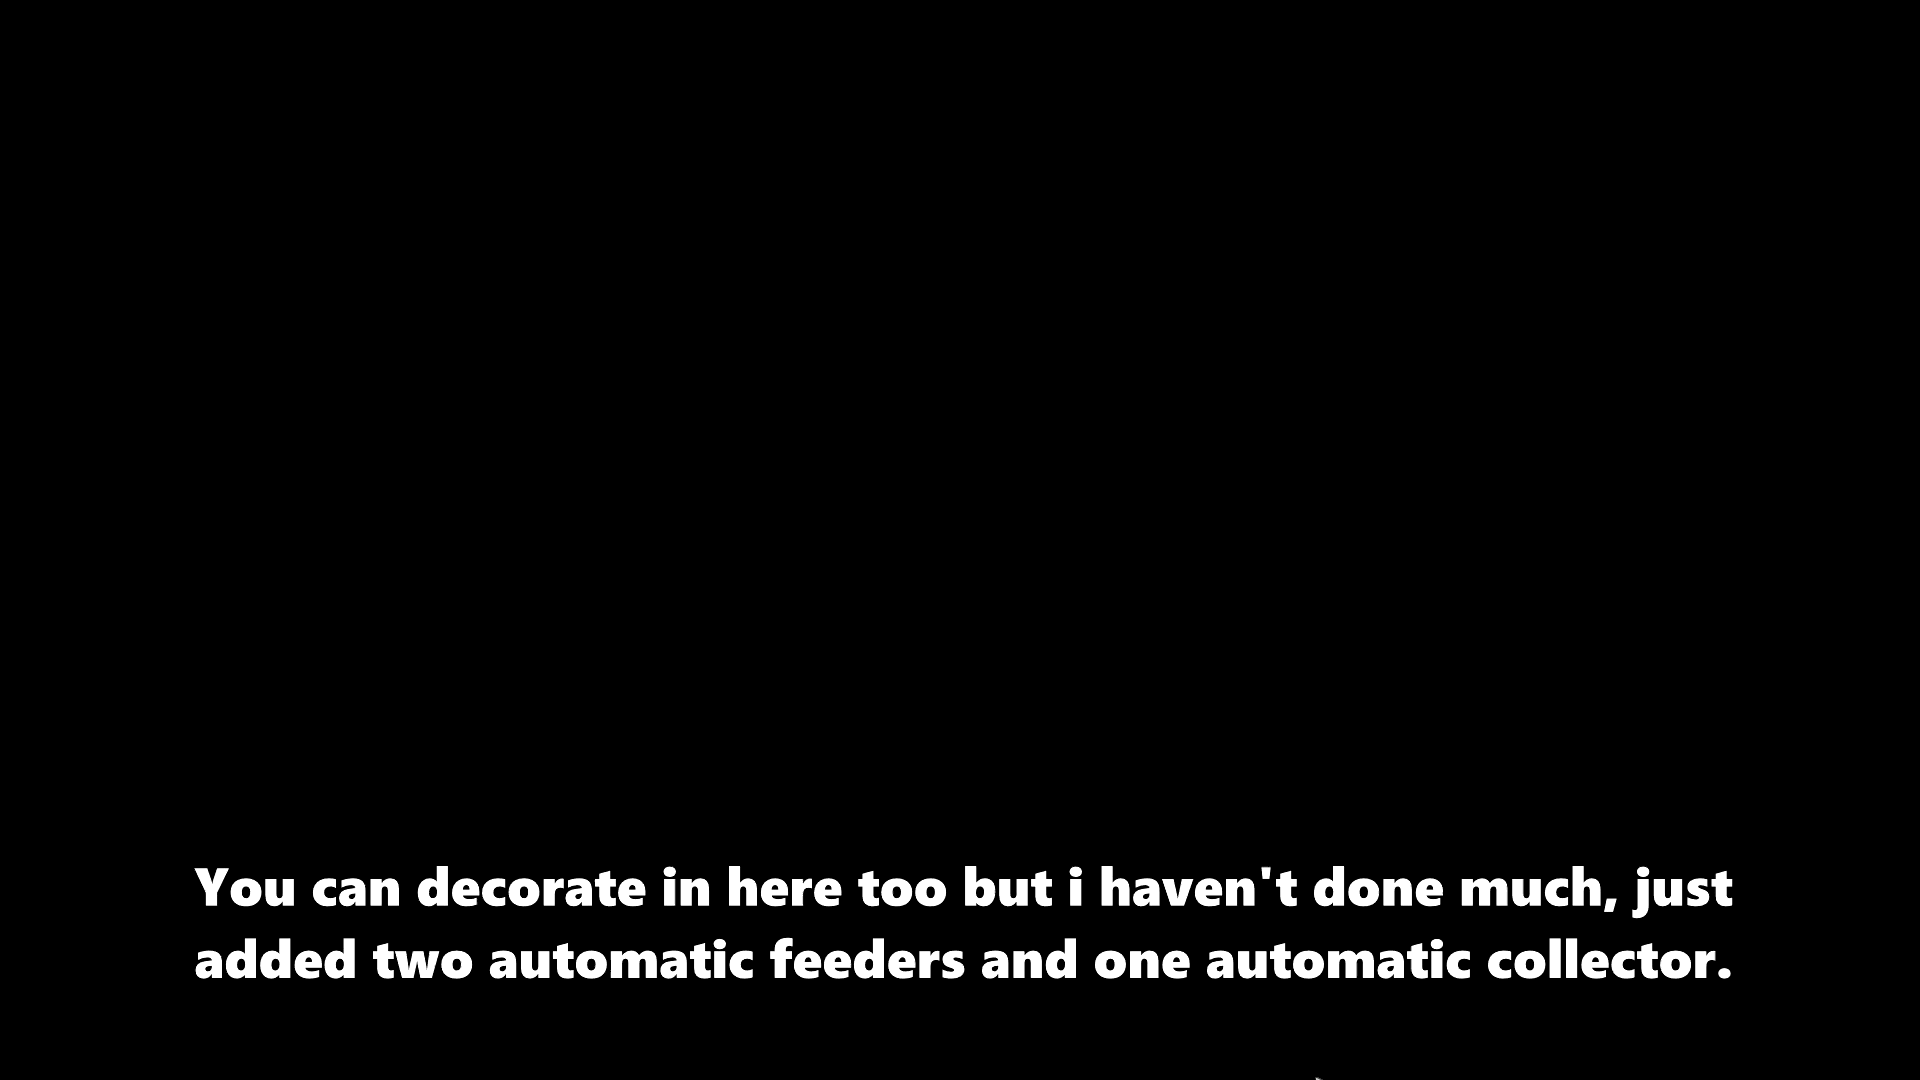 You can decorate in here too but i haven't done much, just
added two automatic feeders and one automatic collector.